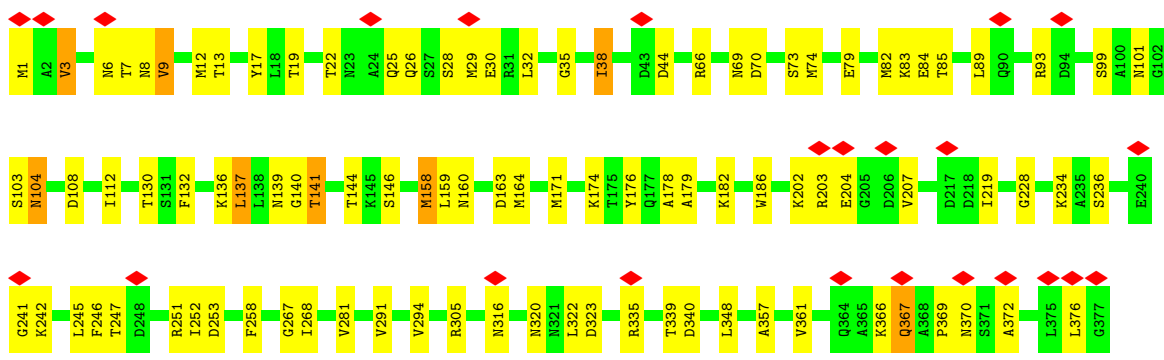 M1 A2 V3 N6 T7 N8 V9 M12 T13 Y17 L18 T19 T22 N23 A24 Q25 Q26 S27 S28 M29 E30 R31 L32 G35 I38 D43 D44 R66 N69 D70 S73 M74 E79 M82 K83 E84 T85 L89 Q90 R93 D94 S99 A100 N101 G102
S103 N104 D108 I112 T130 S131 F132 K136 L137 L138 N139 G140 T141 T144 K145 S146 M158 L159 N160 D163 M164 M171 K174 T175 Y176 Q177 A178 A179 K182 W186 K202 R203 E204 G205 D206 V207 D217 D218 I219 G228 K234 A235 S236 E240
G241 K242 L245 F246 T247 D248 R251 I252 D253 F258 G267 I268 V281 V291 V294 R305 N316 N320 N321 L322 D323 R335 T339 D340 L348 A357 V361 Q364 A365 K366 Q367 A368 P369 N370 S371 A372 L375 L376 G377